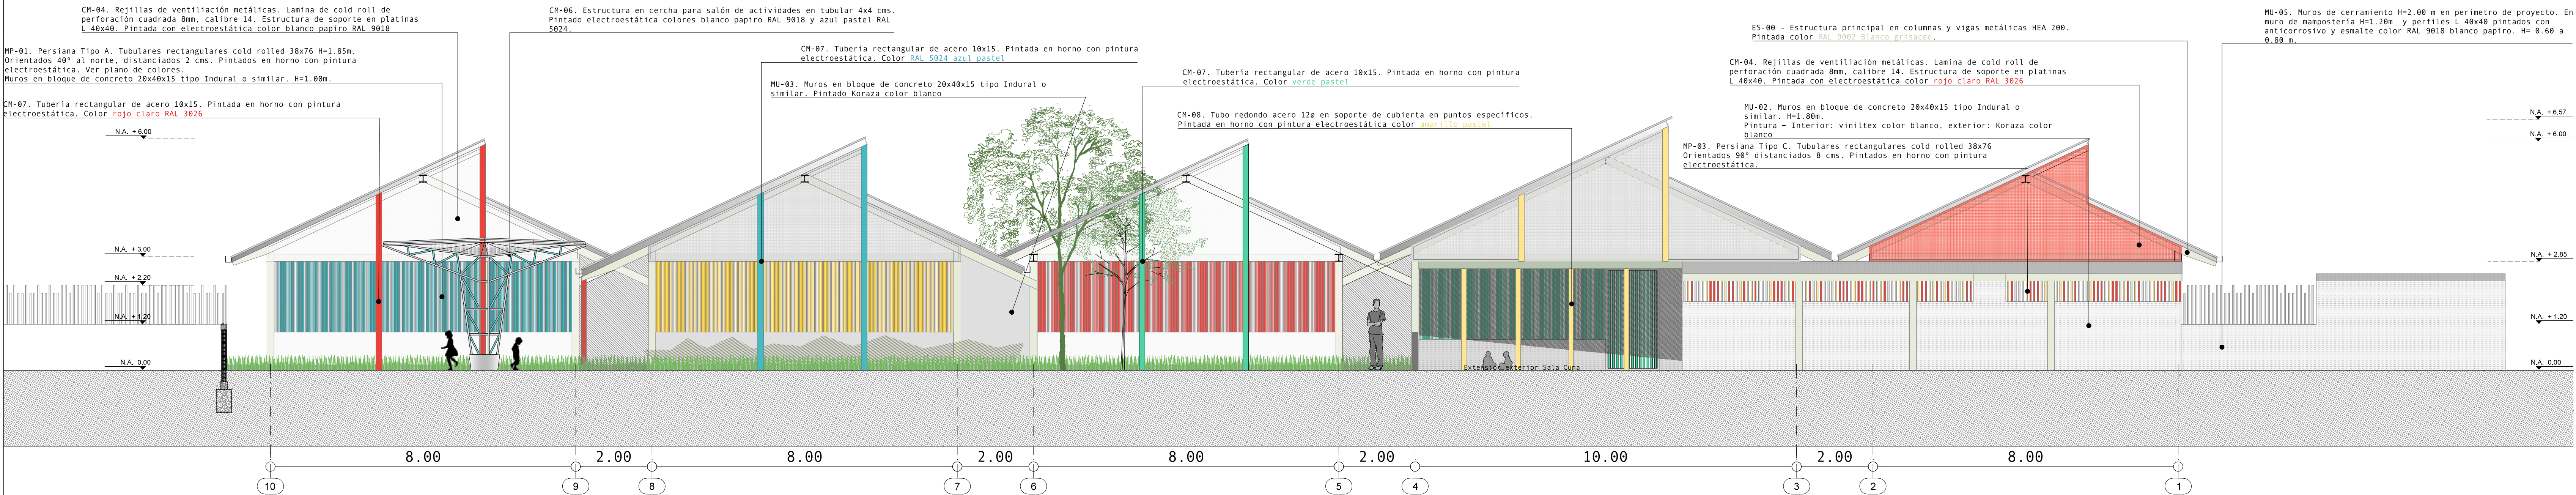 CM-04. Rejillas de ventiliación metálicas. Lamina de cold roll de
perforación cuadrada 8mm, calibre 14. Estructura de soporte en platinas
L 40x40. Pintada con electroestática color blanco papiro RAL 9018
MP-01. Persiana Tipo A. Tubulares rectangulares cold rolled 38x76 H=1.85m.
Orientados 40° al norte, distanciados 2 cms. Pintados en horno con pintura
electroestática. Ver plano de colores.
Muros en bloque de concreto 20x40x15 tipo Indural o similar. H=1.00m.
CM-07. Tubería rectangular de acero 10x15. Pintada en horno con pintura
electroestática. Color rojo claro RAL 3026
CM-06. Estructura en cercha para salón de actividades en tubular 4x4 cms.
Pintado electroestática colores blanco papiro RAL 9018 y azul pastel RAL
5024.
CM-07. Tubería rectangular de acero 10x15. Pintada en horno con pintura
electroestática. Color RAL 5024 azul pastel
MU-03. Muros en bloque de concreto 20x40x15 tipo Indural o
similar. Pintado Koraza color blanco
CM-07. Tubería rectangular de acero 10x15. Pintada en horno con pintura
electroestática. Color verde pastel
CM-08. Tubo redondo acero 12ø en soporte de cubierta en puntos específicos.
Pintada en horno con pintura electroestática color amarillo pastel
ES-00 - Estructura principal en columnas y vigas metálicas HEA 200.
Pintada color RAL 9002 Blanco grisaceo.
CM-04. Rejillas de ventiliación metálicas. Lamina de cold roll de
perforación cuadrada 8mm, calibre 14. Estructura de soporte en platinas
L 40x40. Pintada con electroestática color rojo claro RAL 3026
MU-02. Muros en bloque de concreto 20x40x15 tipo Indural o
similar. H=1.80m.
Pintura – Interior: viniltex color blanco, exterior: Koraza color
blanco
MP-03. Persiana Tipo C. Tubulares rectangulares cold rolled 38x76
Orientados 90° distanciados 8 cms. Pintados en horno con pintura
electroestática.
MU-05. Muros de cerramiento H=2.00 m en perimetro de proyecto. En
muro de mampostería H=1.20m y perfiles L 40x40 pintados con
anticorrosivo y esmalte color RAL 9018 blanco papiro. H= 0.60 a
0.80 m.
N.A. + 6.00
N.A. + 3.00
N.A. + 2.20
N.A. + 1.20
N.A. 0.00
N.A. + 6.57
N.A. + 6.00
N.A. + 2.85
N.A. + 1.20
N.A. 0.00
Extensión exterior Sala Cuna
8.00 2.00 8.00 2.00 8.00 2.00 10.00 2.00 8.00
10 9 8 7 6 5 4 3 2 1